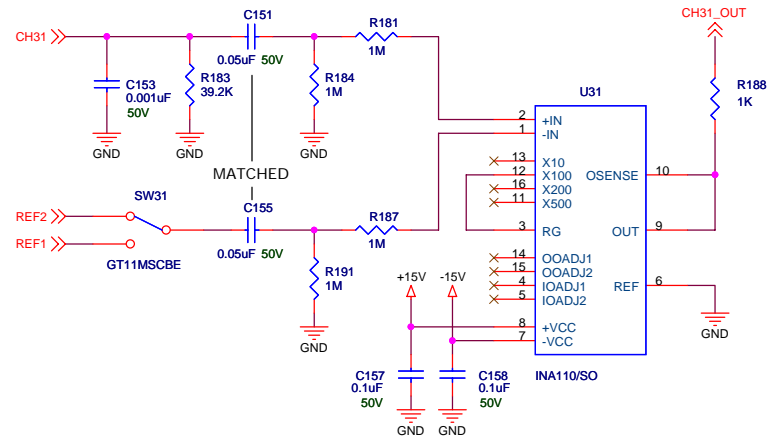 CH31
C151
0.05uF 50V
R181
1M
C153
0.001uF
50V
R183
39.2K
R184
1M
GND
GND
GND
MATCHED
SW31
REF2
REF1
GT11MSCBE
C155
0.05uF 50V
R187
1M
R191
1M
GND
CH31_OUT
R188
1K
U31
2 +IN
1 -IN
13 X10
12 X100
16 X200
11 X500
3 RG
14 OOADJ1
15 OOADJ2
4 IOADJ1
5 IOADJ2
8 +VCC
7 -VCC
OSENSE 10
OUT 9
REF 6
INA110/SO
GND
+15V
-15V
C157
0.1uF
50V
C158
0.1uF
50V
GND
GND